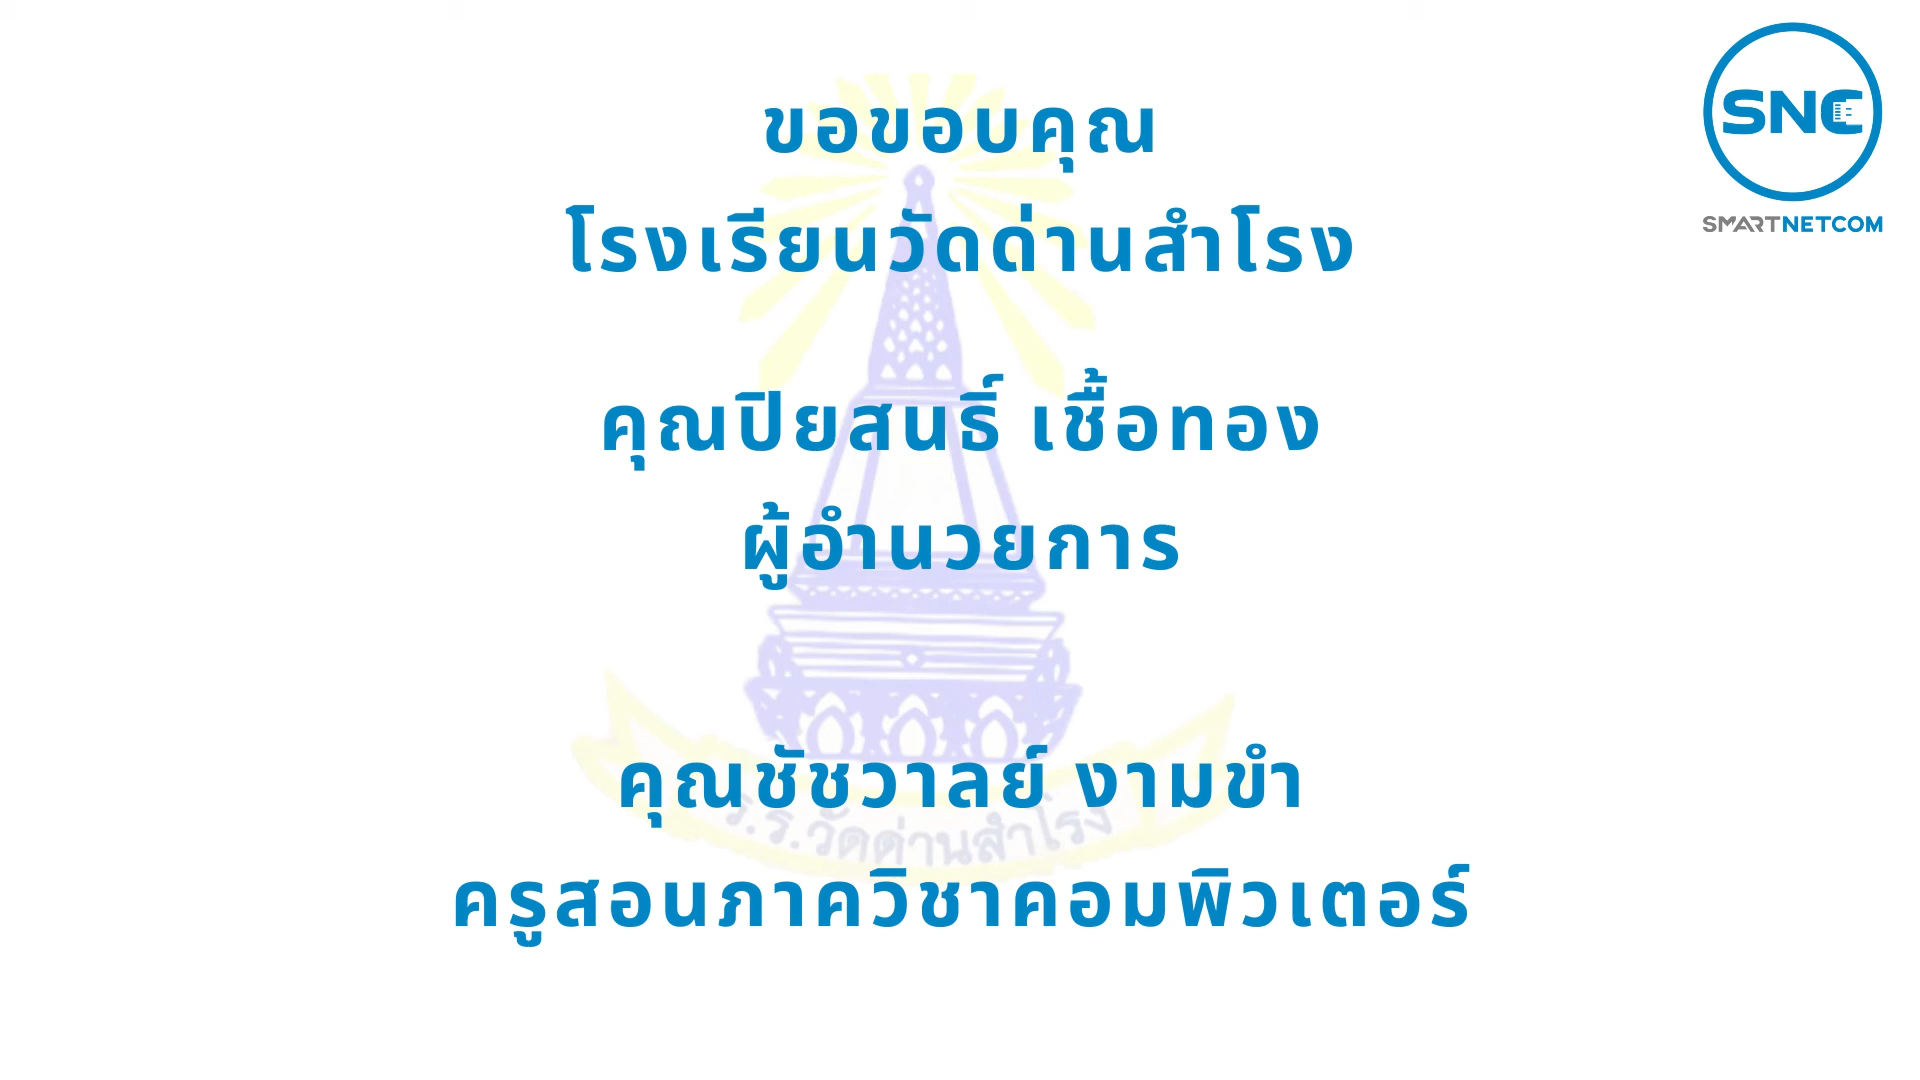 SNC
SMARTNETCOM
ขอขอบคุณ
โรงเรียนวัดด่านสำโรง
คุณปิยสนธิ์ เชื้อทอง
ผู้อำนวยการ
คุณชัชวาลย์ งามขำ
ร.ร.วัดด่านสำโรง
ครูสอนภาควิชาคอมพิวเตอร์